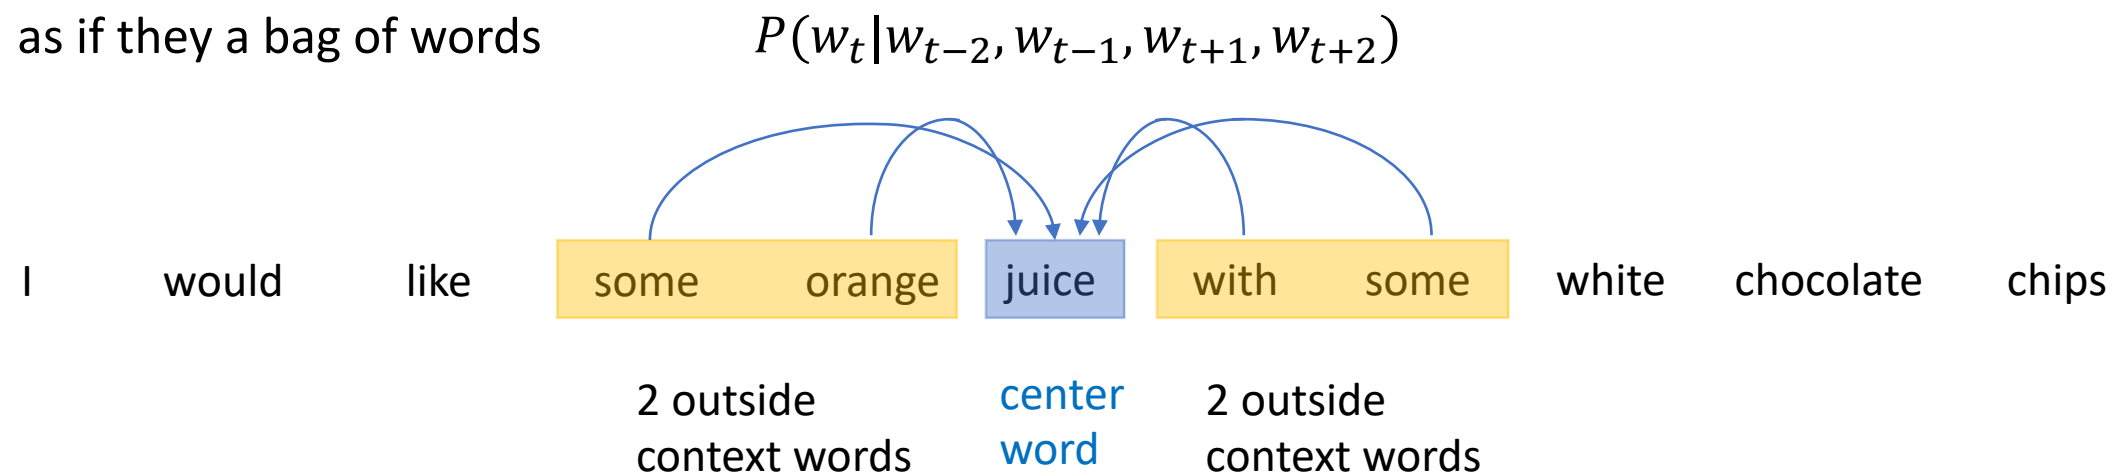 as if they a bag of words P(w_t|w_{t−2}, w_{t−1}, w_{t+1}, w_{t+2})
I would like some orange juice with some white chocolate chips
2 outside center 2 outside
context words word context words